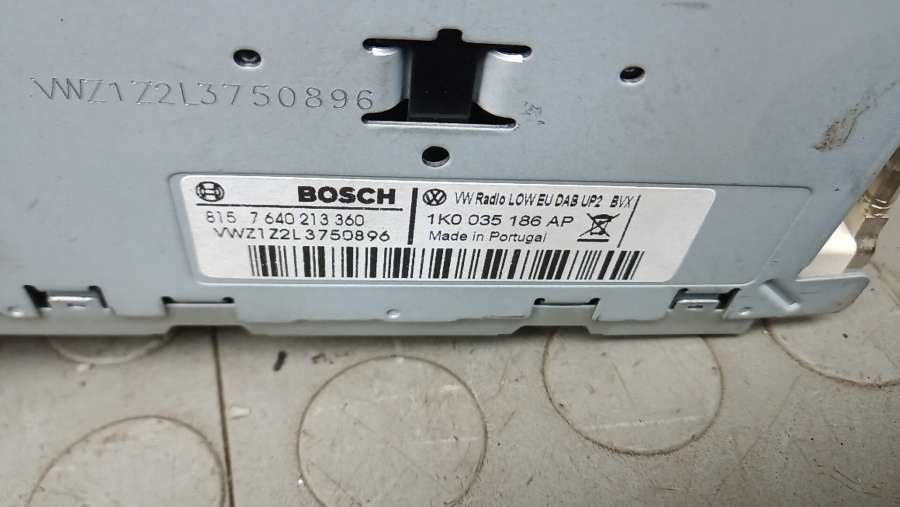 VWZ1Z2L3750896
BOSCH
815 7 640 213 360
VWZ1Z2L3750896
VW Radio LOW EU DAB UP2 BVX
1K0 035 186 AP
Made in Portugal